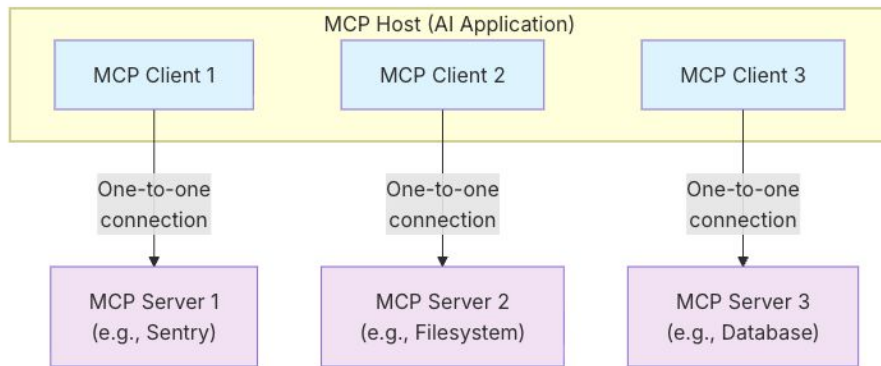 MCP Host (AI Application)
MCP Client 1
MCP Client 2
MCP Client 3
One-to-one
connection
One-to-one
connection
One-to-one
connection
MCP Server 1
(e.g., Sentry)
MCP Server 2
(e.g., Filesystem)
MCP Server 3
(e.g., Database)